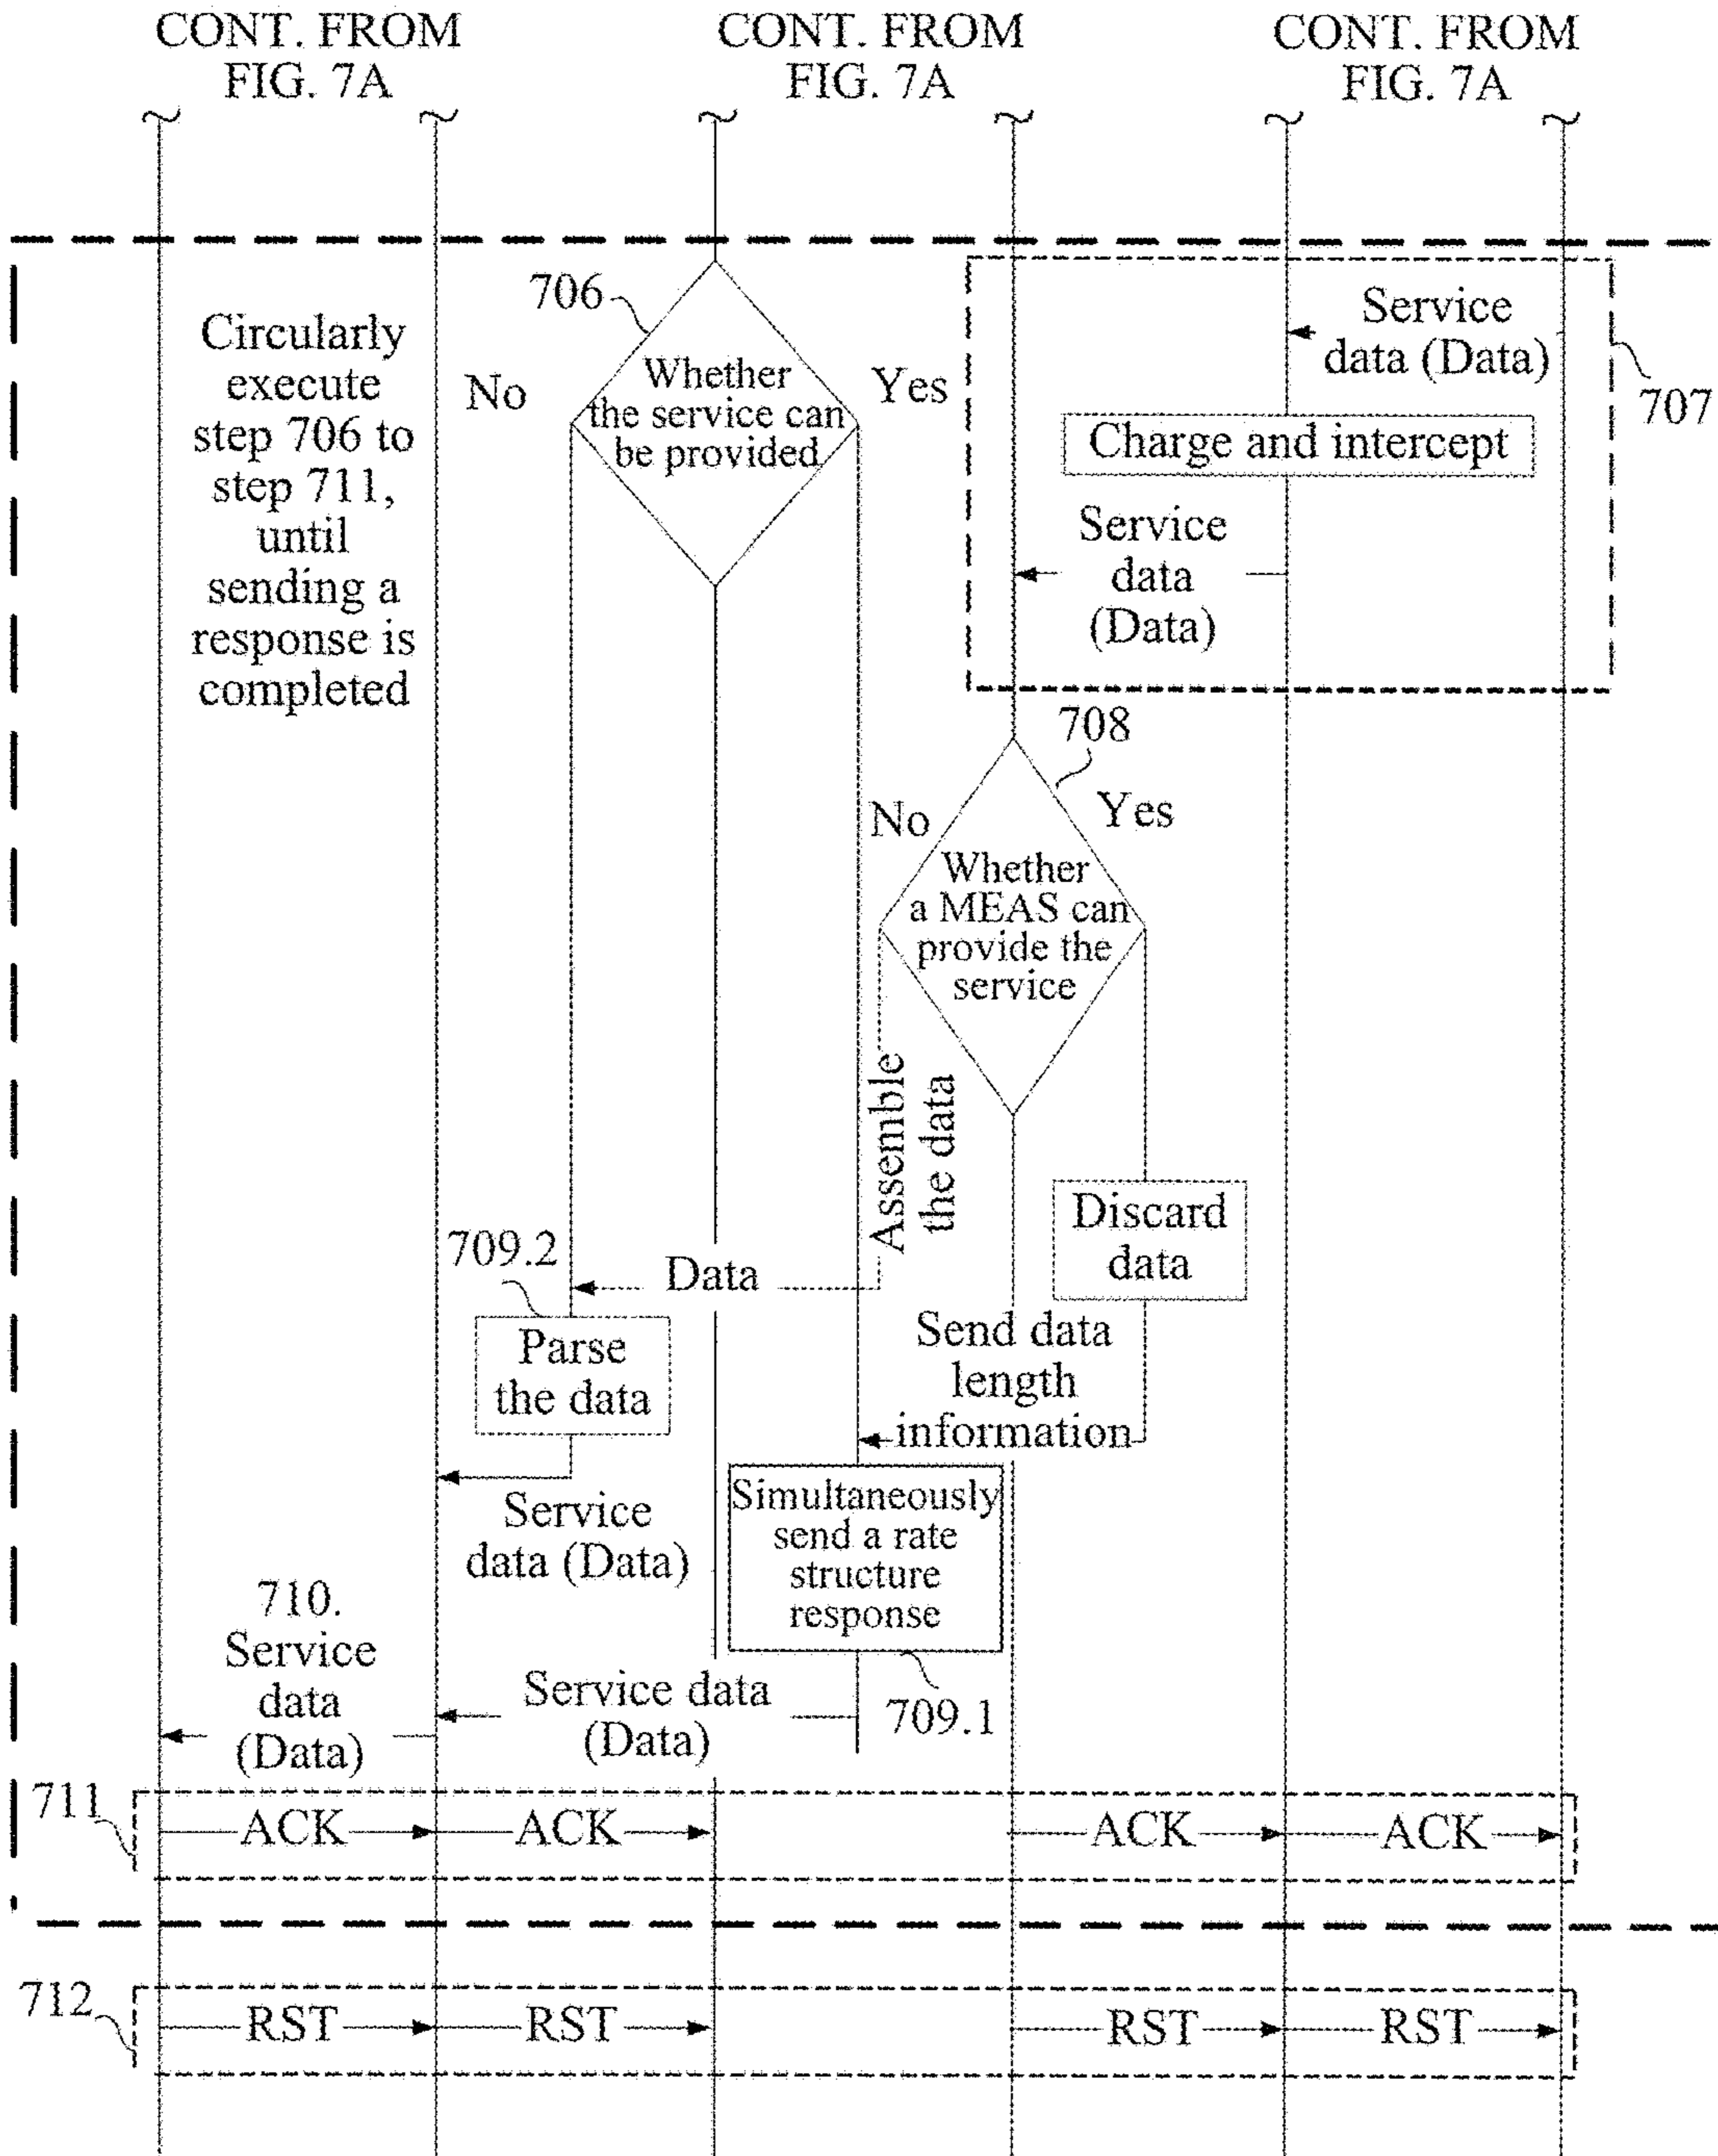 CONT. FROM
FIG. 7A
CONT. FROM
FIG. 7A
CONT. FROM
FIG. 7A
Circularly
execute
step 706 to
step 711,
until
sending a
response is
completed
706
No
Whether
the service can
be provided
Yes
Service
data (Data)
707
Charge and intercept
Service
data
(Data)
708
No
Yes
Whether
a MEAS can
provide the
service
Assemble
the data
Discard
data
709.2
Data
Parse
the data
Send data
length
information
Service
data (Data)
Simultaneously
send a rate
structure
response
709.1
710.
Service
data
(Data)
Service data
(Data)
711
ACK
ACK
ACK
ACK
712
RST
RST
RST
RST